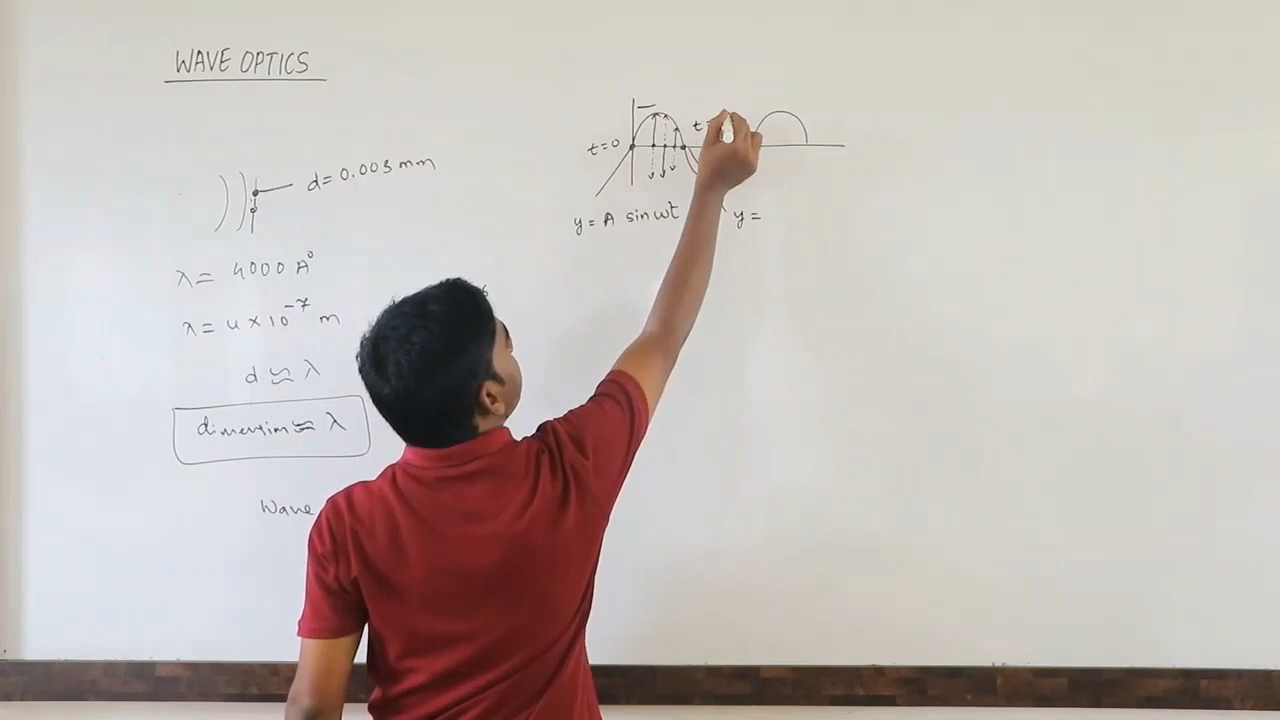 WAVE OPTICS
d= 0.003 mm
λ= 4000 A°
λ= 4×10⁻⁷ m
d ≈ λ
dimension ≈ λ
Wave
t=0
t=
y= A sin ωt
y=